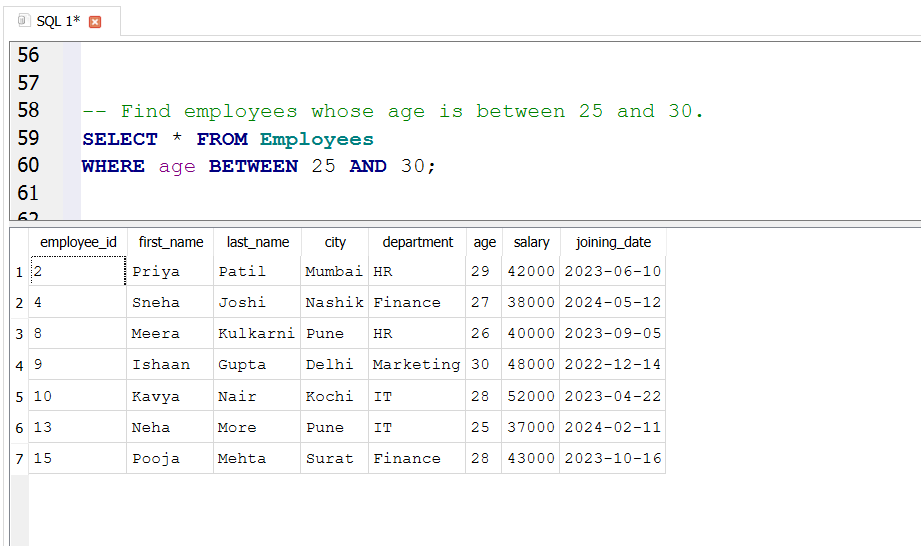 SQL 1*
56
57
58 -- Find employees whose age is between 25 and 30.
59 SELECT * FROM Employees
60 WHERE age BETWEEN 25 AND 30;
61
62
employee_id first_name last_name city department age salary joining_date
1 2 Priya Patil Mumbai HR 29 42000 2023-06-10
2 4 Sneha Joshi Nashik Finance 27 38000 2024-05-12
3 8 Meera Kulkarni Pune HR 26 40000 2023-09-05
4 9 Ishaan Gupta Delhi Marketing 30 48000 2022-12-14
5 10 Kavya Nair Kochi IT 28 52000 2023-04-22
6 13 Neha More Pune IT 25 37000 2024-02-11
7 15 Pooja Mehta Surat Finance 28 43000 2023-10-16